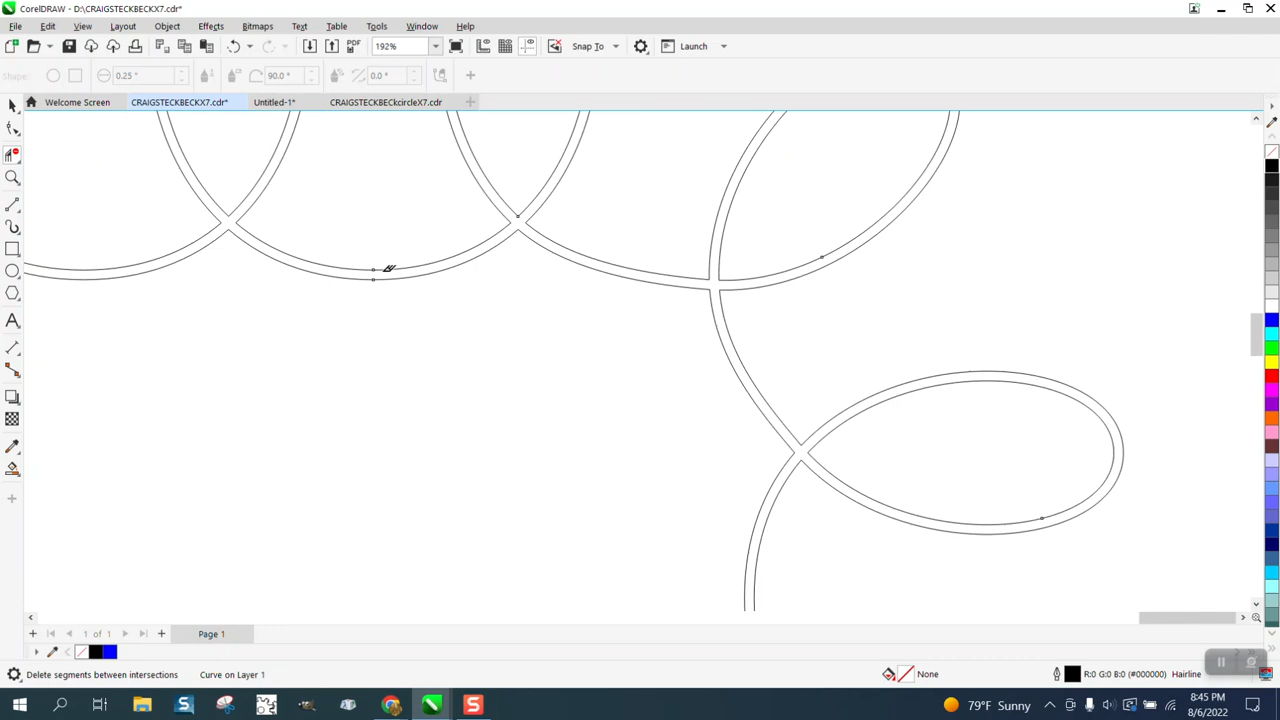 CorelDRAW - D:\CRAIGSTECKBECKX7.cdr*
File Edit View Layout Object Effects Bitmaps Text Table Tools Window Help
PDF 192% Snap To Launch
Shape: 0.25 " 90.0 ° 0.0 °
Welcome Screen CRAIGSTECKBECKX7.cdr* Untitled-1* CRAIGSTECKBECkcircleX7.cdr
1 of 1 Page 1
Delete segments between intersections Curve on Layer 1 None R:0 G:0 B:0 (#000000) Hairline
79°F Sunny 8:45 PM
8/6/2022